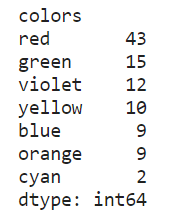 colors
red 43
green 15
violet 12
yellow 10
blue 9
orange 9
cyan 2
dtype: int64